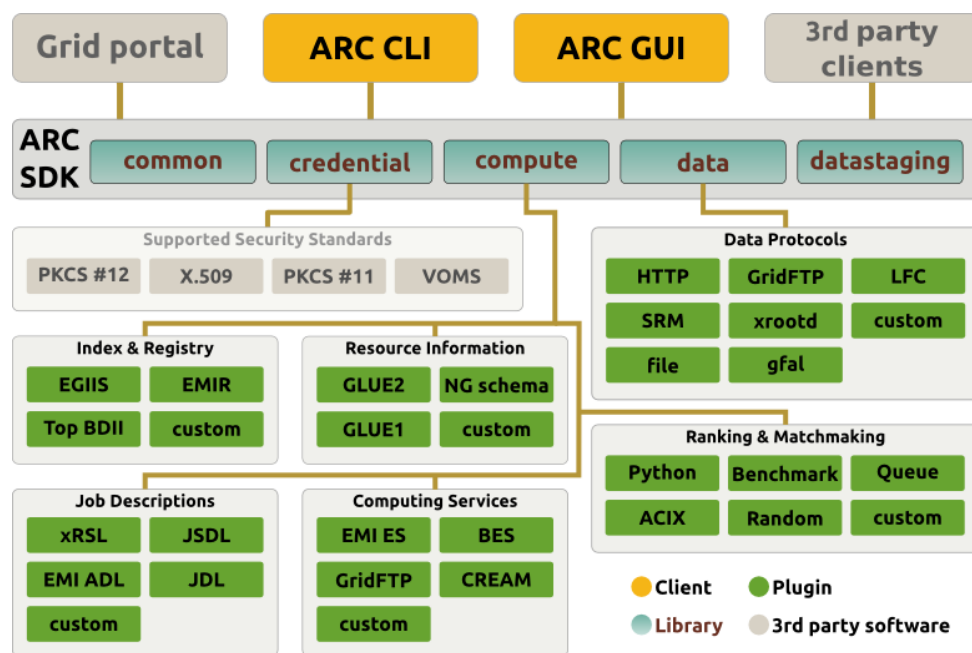 Grid portal
ARC CLI
ARC GUI
3rd party
clients
ARC
SDK
common
credential
compute
data
datastaging
Supported Security Standards
PKCS #12
X.509
PKCS #11
VOMS
Data Protocols
HTTP
GridFTP
LFC
SRM
xrootd
custom
file
gfal
Index & Registry
EGIIS
EMIR
Top BDII
custom
Resource Information
GLUE2
NG schema
GLUE1
custom
Ranking & Matchmaking
Python
Benchmark
Queue
ACIX
Random
custom
Job Descriptions
xRSL
JSDL
EMI ADL
JDL
custom
Computing Services
EMI ES
BES
GridFTP
CREAM
custom
Client
Plugin
Library
3rd party software